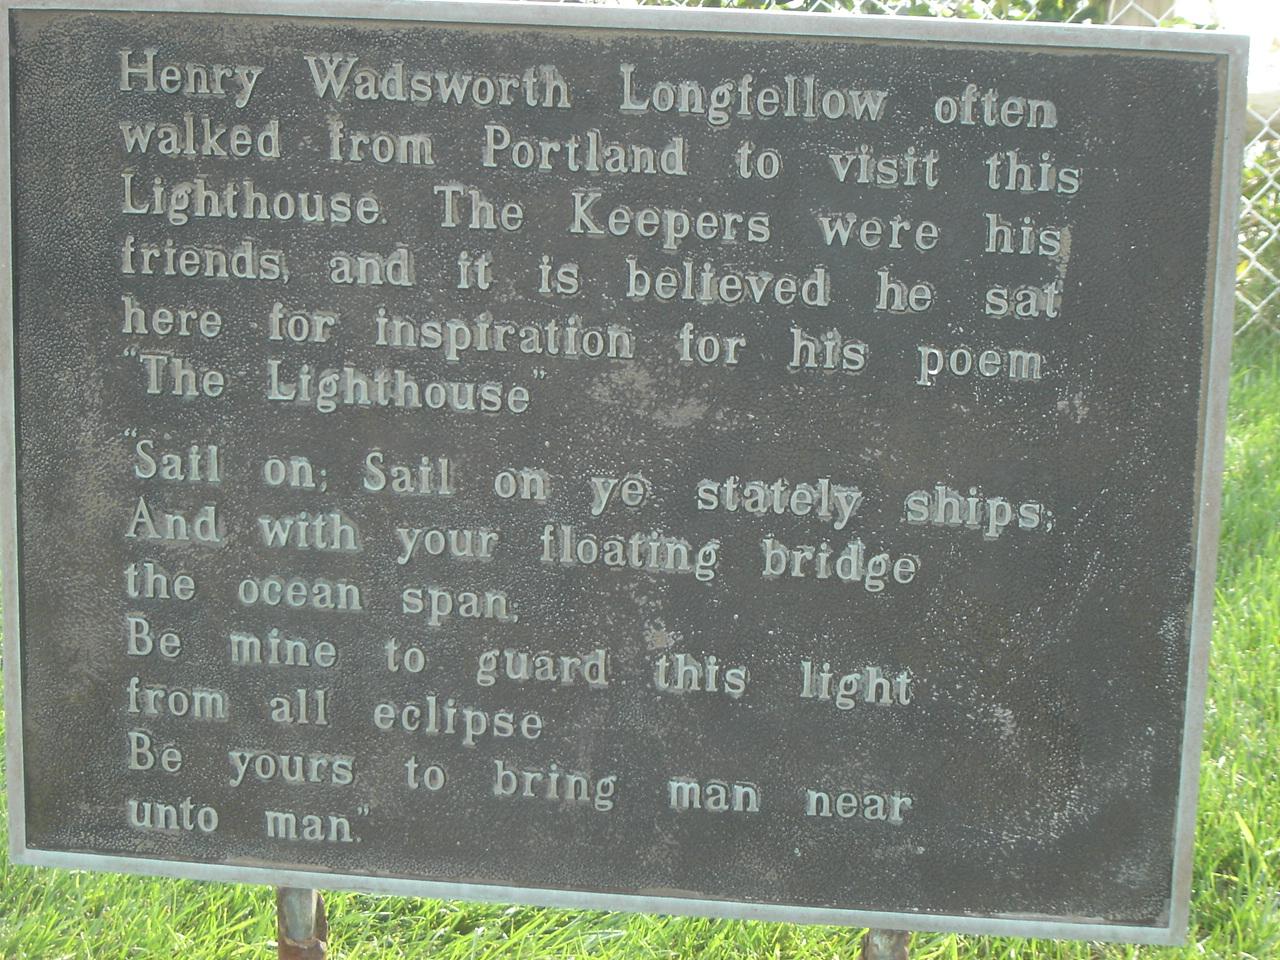 Henry Wadsworth Longfellow often
walked from Portland to visit this
Lighthouse. The Keepers were his
friends, and it is believed he sat
here for inspiration for his poem
“The Lighthouse”
“Sail on; Sail on ye stately ships;
And with your floating bridge
the ocean span;
Be mine to guard this light
from all eclipse
Be yours to bring man near
unto man.”